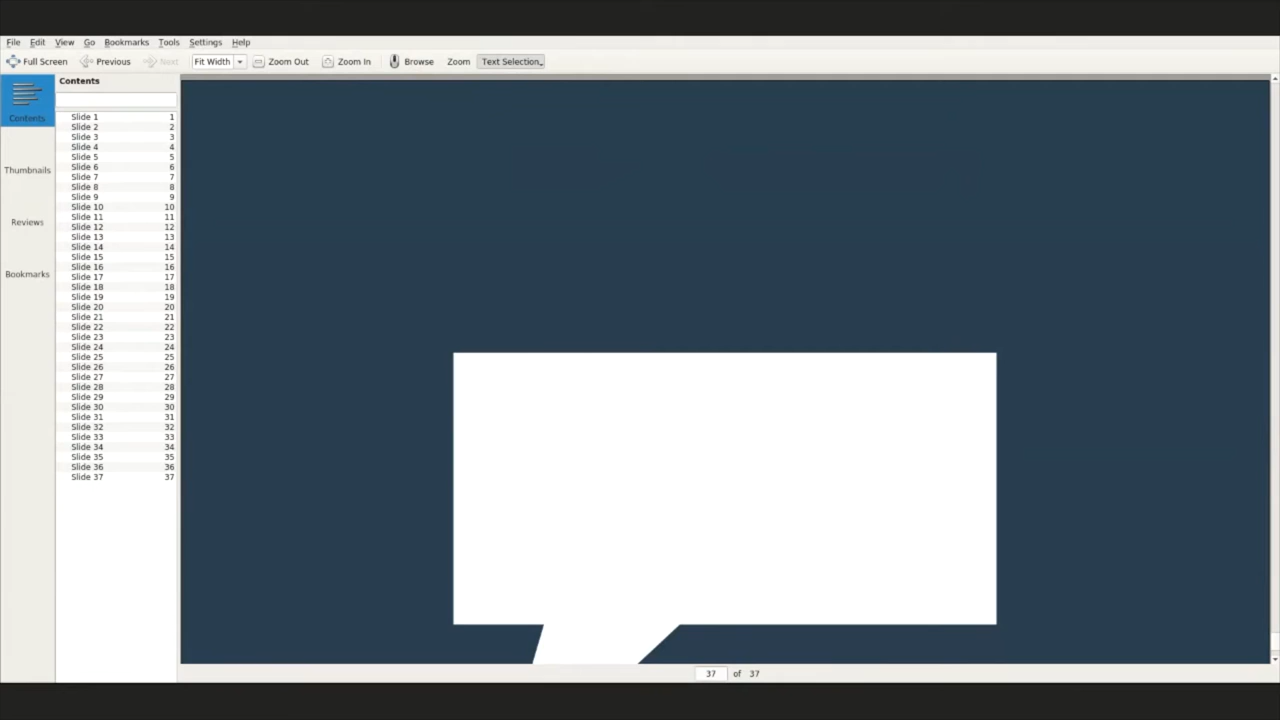 File Edit View Go Bookmarks Tools Settings Help
Full Screen Previous Next Fit Width Zoom Out Zoom In Browse Zoom Text Selection
Contents
Contents
Thumbnails
Reviews
Bookmarks
Slide 1 1
Slide 2 2
Slide 3 3
Slide 4 4
Slide 5 5
Slide 6 6
Slide 7 7
Slide 8 8
Slide 9 9
Slide 10 10
Slide 11 11
Slide 12 12
Slide 13 13
Slide 14 14
Slide 15 15
Slide 16 16
Slide 17 17
Slide 18 18
Slide 19 19
Slide 20 20
Slide 21 21
Slide 22 22
Slide 23 23
Slide 24 24
Slide 25 25
Slide 26 26
Slide 27 27
Slide 28 28
Slide 29 29
Slide 30 30
Slide 31 31
Slide 32 32
Slide 33 33
Slide 34 34
Slide 35 35
Slide 36 36
Slide 37 37
37 of 37